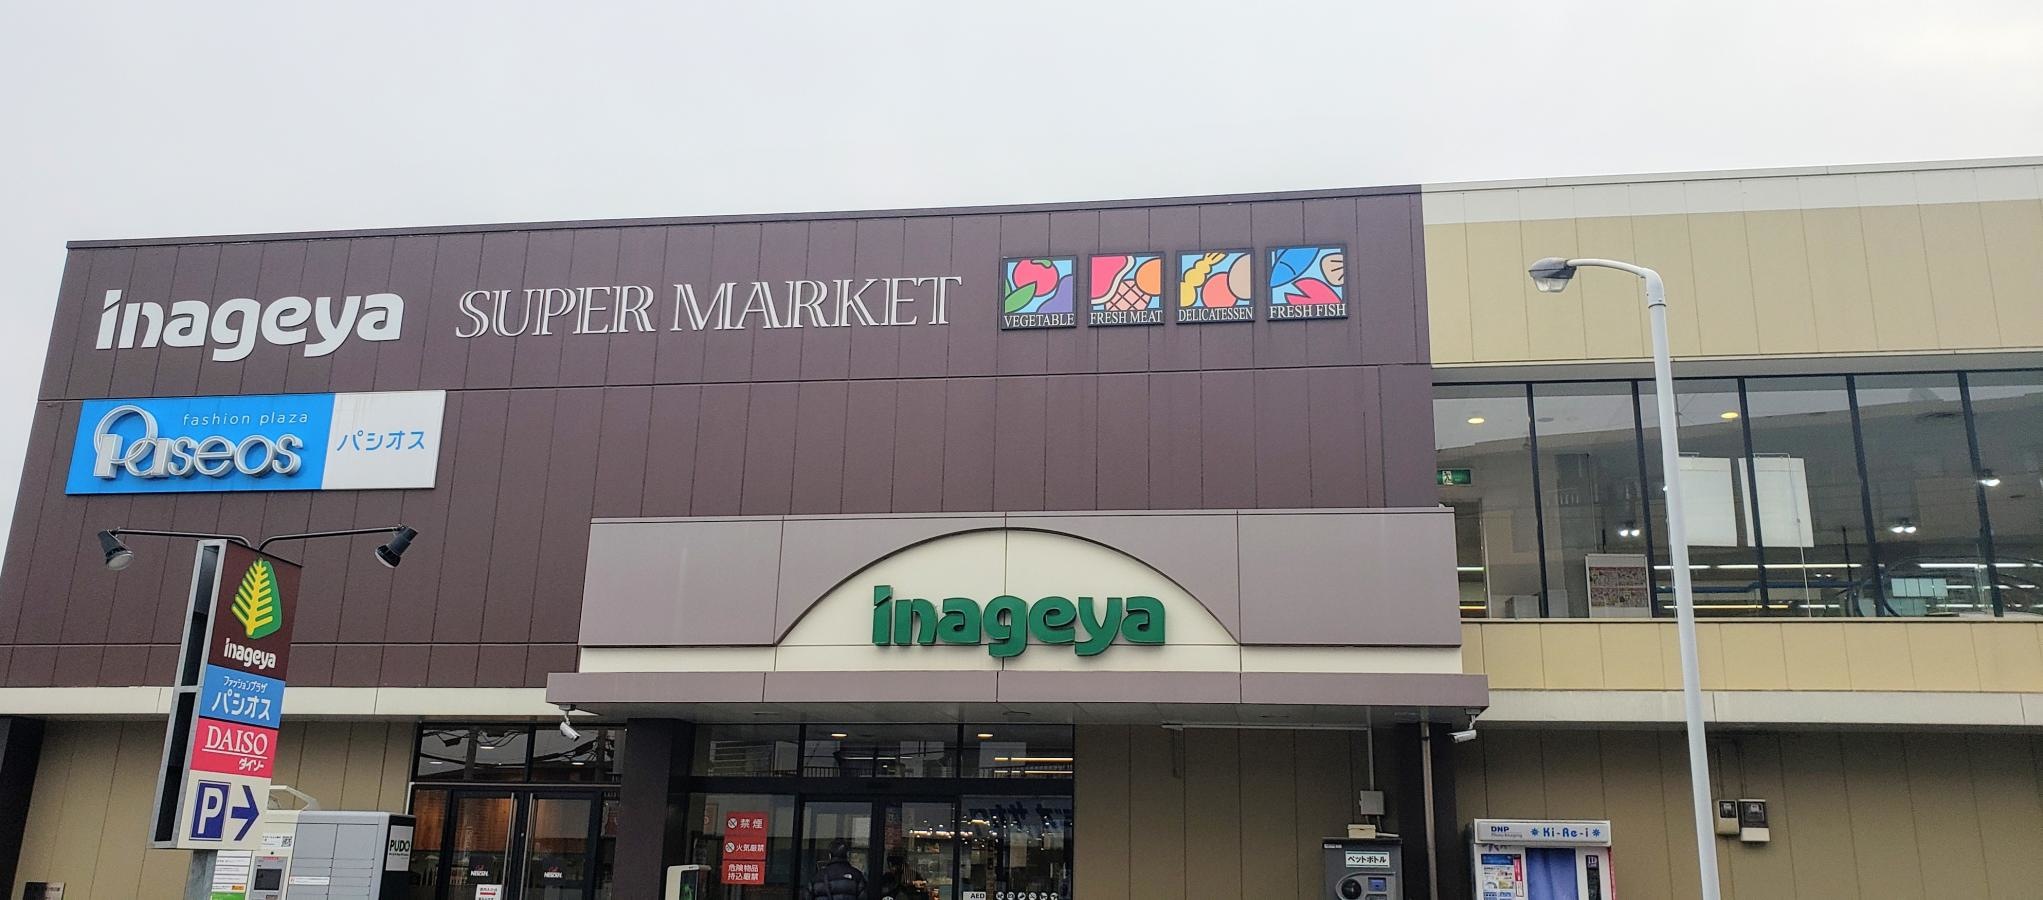 inageya SUPER MARKET
VEGETABLE
FRESH MEAT
DELICATESSEN
FRESH FISH
fashion plaza
Paseos
パシオス
inageya
inageya
ファッションプラザ
パシオス
DAISO
ダイソー
P
PUDO
NESCAFÉ
NESCAFÉ
禁煙
火気厳禁
危険物品
持込厳禁
AED
ペットボトル
DNP
Ki-Re-i